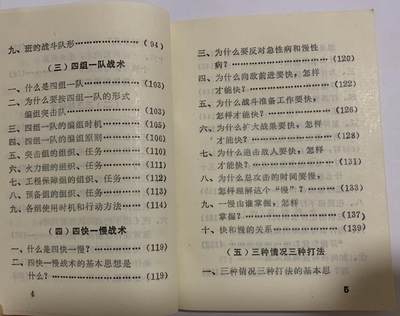 九、班的战斗队形………………(94)
(三)四组一队战术
一、什么是四组一队……………(103)
二、为什么要按四组一队的形式
编组突击队………………(103)
三、四组一队的编组时机………(105)
四、四组一队的编组原则………(106)
五、突击组的组织、任务………(110)
六、火力组的组织、任务………(111)
七、工程保障组的组织、任务…(112)
八、预备组的组织、任务………(113)
九、各组使用时机和行动方法…(114)
(四)四快一慢战术
一、什么是四快一慢?…………(119)
二、四快一慢战术的基本思想是
什么?……………………(119)
4
三、为什么要反对急性病和慢性
病?………………………(120)
四、为什么向敌前进要快,怎样
才能快?…………………(122)
五、为什么战斗准备工作要快,
怎样才能快?……………(126)
六、为什么扩大战果要快,怎样
才能快?…………………(128)
七、为什么追击敌人要快,怎样
才能快?…………………(131)
八、为什么总攻击的时间要慢,
怎样理解这个“慢”?…(133)
九、一慢由谁掌握,怎样
掌握?……………………(137)
十、快和慢的关系……………(139)
(五)三种情况三种打法
一、三种情况三种打法的基本思
5